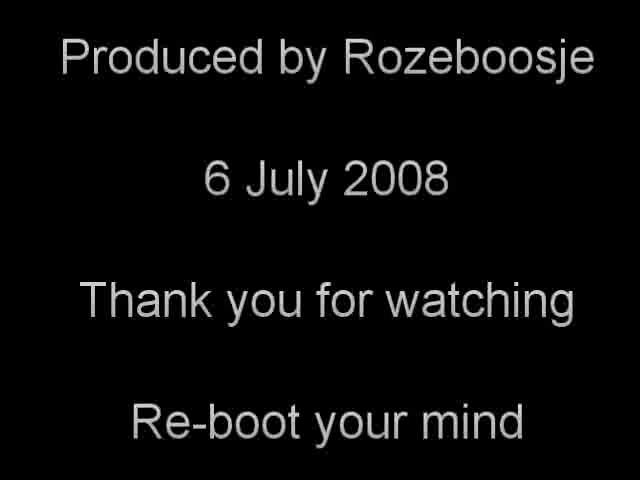 Produced by Rozeboosje
6 July 2008
Thank you for watching
Re-boot your mind